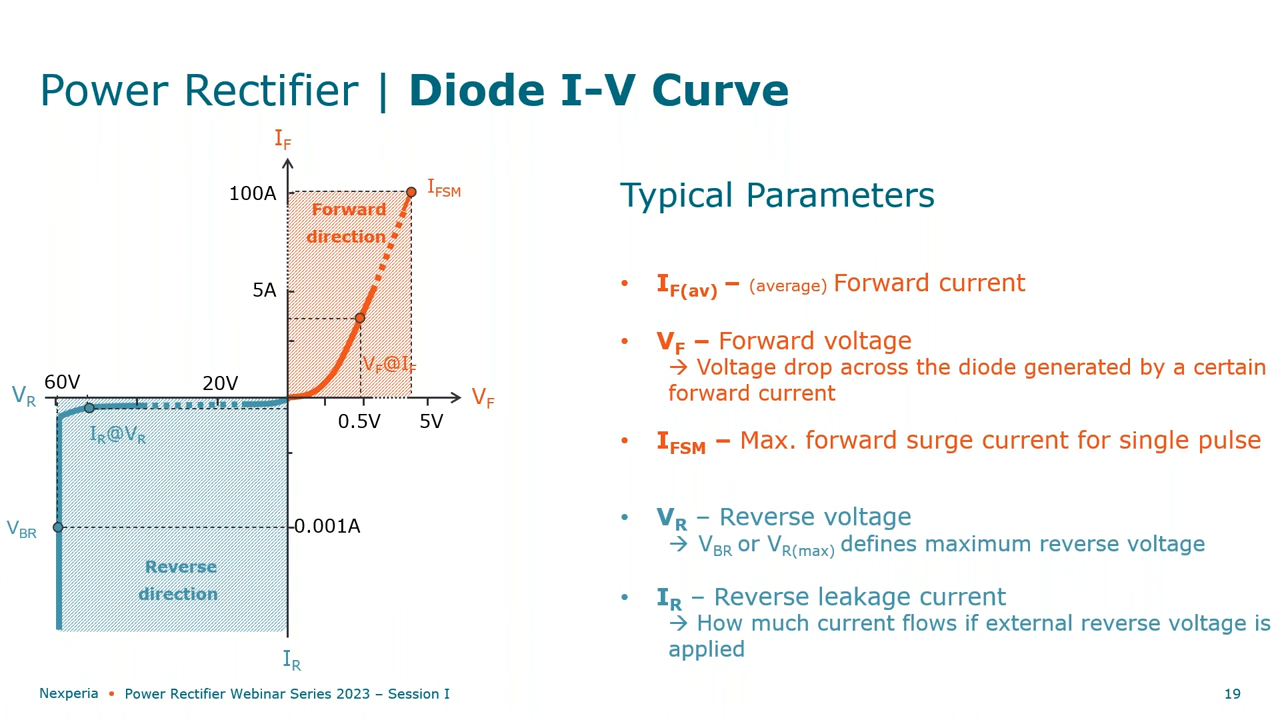 Power Rectifier | Diode I-V Curve
IF
100A
IFSM
Forward
direction
5A
VF@IF
60V
20V
VR
VF
0.5V
5V
IR@VR
VBR
0.001A
Reverse
direction
IR
Typical Parameters
• IF(av) – (average) Forward current
• VF – Forward voltage
→ Voltage drop across the diode generated by a certain
forward current
• IFSM – Max. forward surge current for single pulse
• VR – Reverse voltage
→ VBR or VR(max) defines maximum reverse voltage
• IR – Reverse leakage current
→ How much current flows if external reverse voltage is
applied
Nexperia • Power Rectifier Webinar Series 2023 – Session I
19